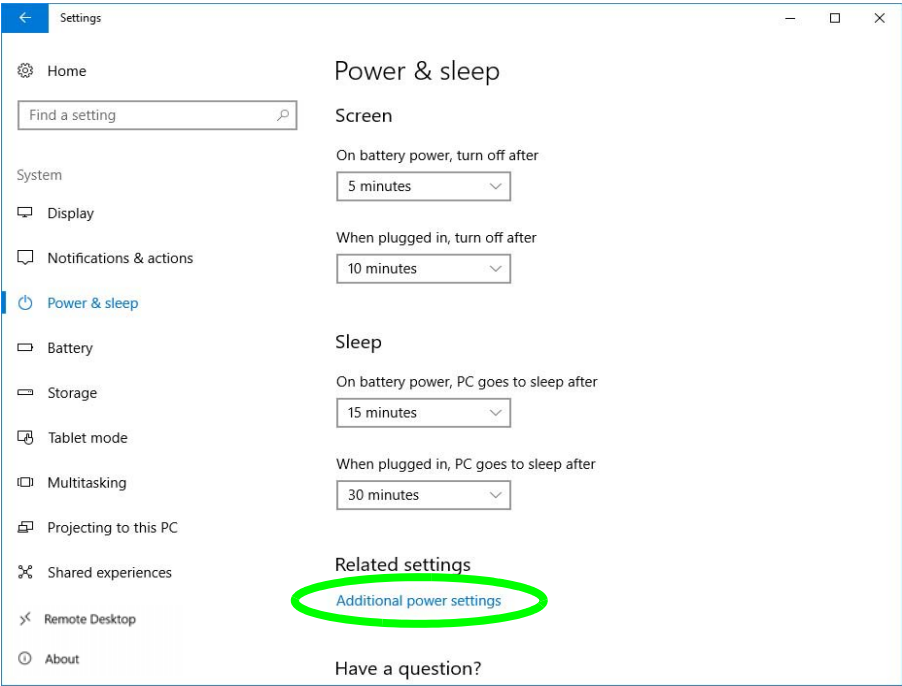 Settings
Home
Find a setting
System
Display
Notifications & actions
Power & sleep
Battery
Storage
Tablet mode
Multitasking
Projecting to this PC
Shared experiences
Remote Desktop
About
Power & sleep
Screen
On battery power, turn off after
5 minutes
When plugged in, turn off after
10 minutes
Sleep
On battery power, PC goes to sleep after
15 minutes
When plugged in, PC goes to sleep after
30 minutes
Related settings
Additional power settings
Have a question?